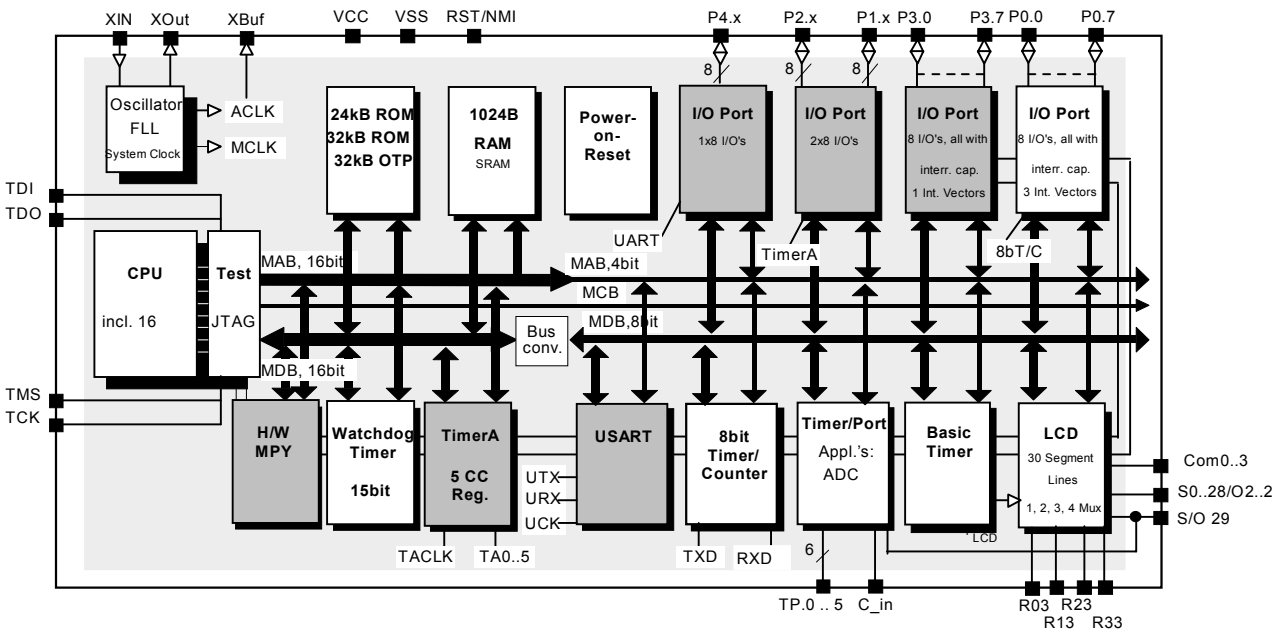 XIN XOut XBuf VCC VSS RST/NMI P4.x P2.x P1.x P3.0 P3.7 P0.0 P0.7
8 8 8
Oscillator
FLL
System Clock
ACLK
MCLK
24kB ROM
32kB ROM
32kB OTP
1024B
RAM
SRAM
Power-
on-
Reset
I/O Port
1x8 I/O's
I/O Port
2x8 I/O's
I/O Port
8 I/O's, all with
interr. cap.
1 Int. Vectors
I/O Port
8 I/O's, all with
interr. cap.
3 Int. Vectors
TDI
TDO
UART
TimerA
8bT/C
CPU
incl. 16
Test
JTAG
MAB, 16bit
MAB,4bit
MCB
MDB,8bit
Bus
conv.
MDB, 16bit
TMS
TCK
H/W
MPY
Watchdog
Timer
15bit
TimerA
5 CC
Reg.
USART
8bit
Timer/
Counter
Timer/Port
Appl.'s:
ADC
Basic
Timer
LCD
30 Segment
Lines
1, 2, 3, 4 Mux
Com0..3
S0..28/O2..2
S/O 29
UTX
URX
UCK
LCD
TACLK TA0..5
TXD RXD
6
TP.0 .. 5 C_in
R03 R23
R13 R33